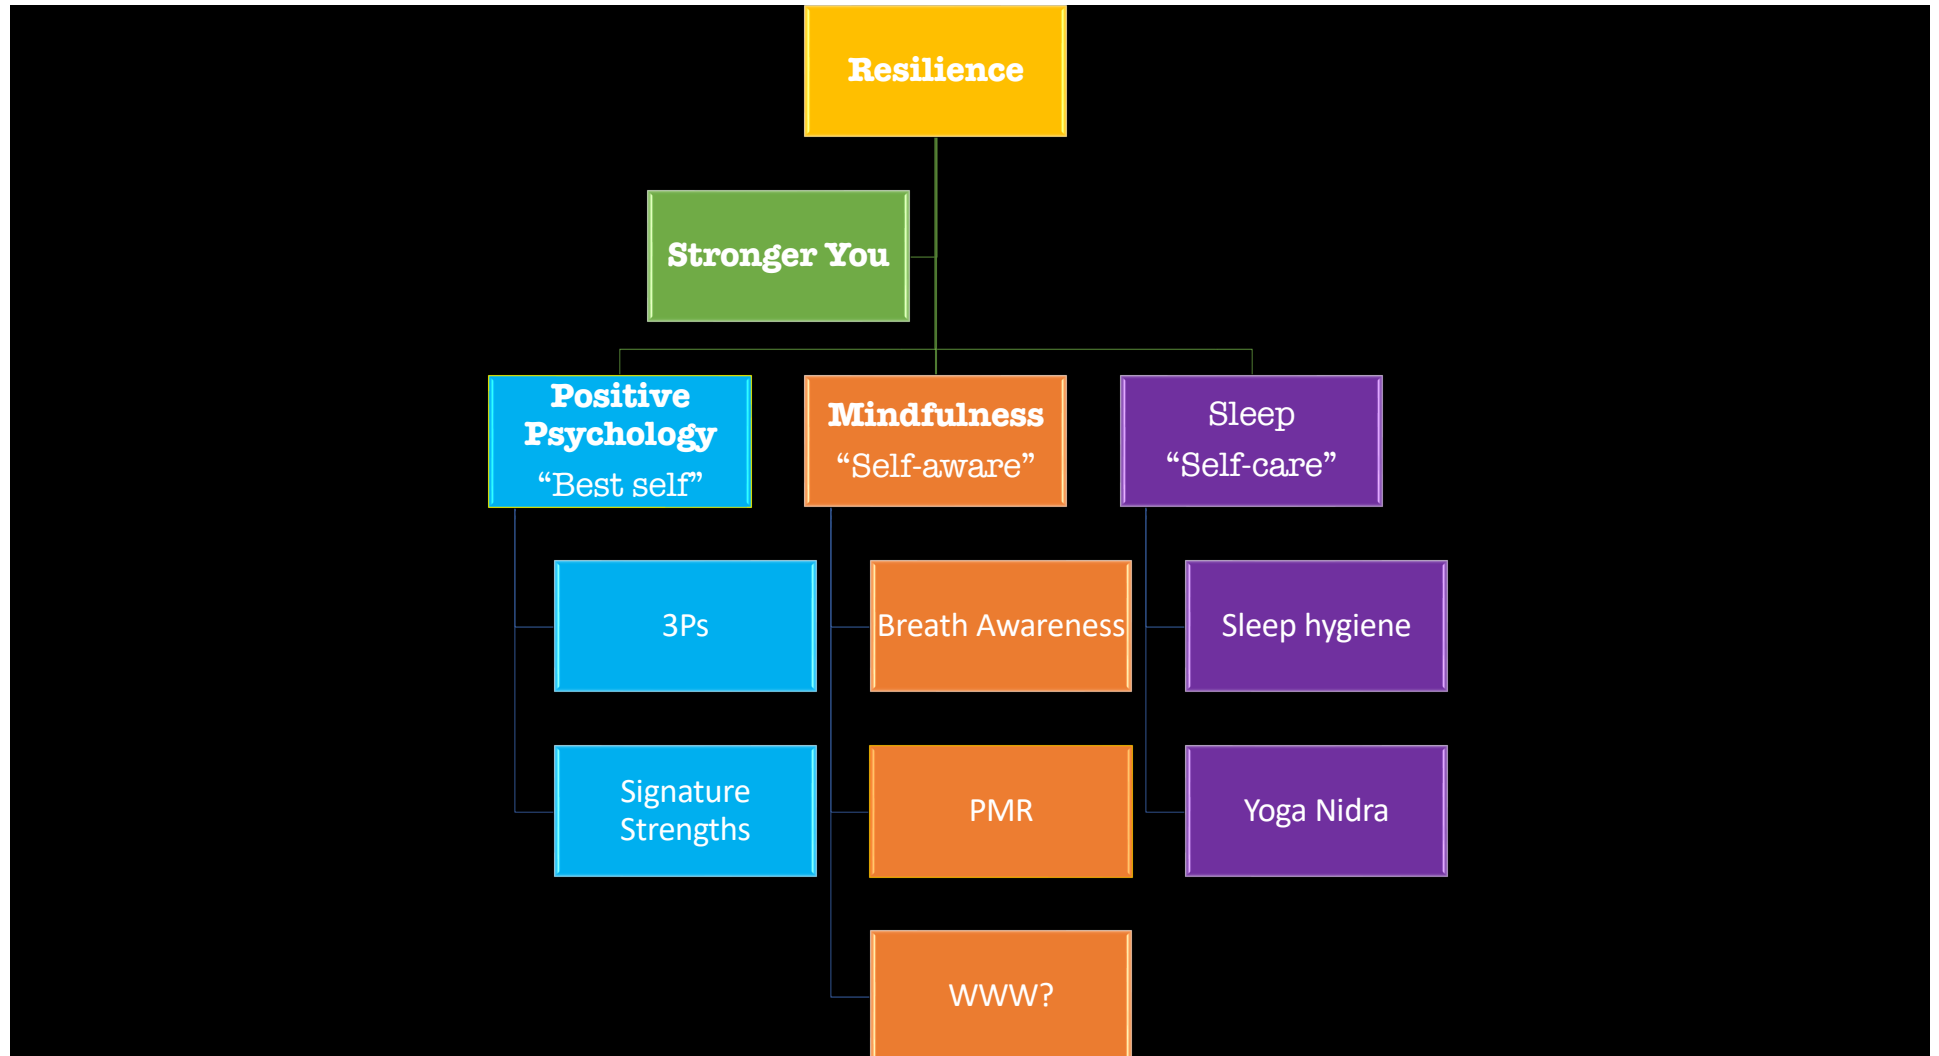 Resilience
Stronger You
Positive
Psychology
“Best self”
Mindfulness
“Self-aware”
Sleep
“Self-care”
3Ps
Breath Awareness
Sleep hygiene
Signature
Strengths
PMR
Yoga Nidra
WWW?